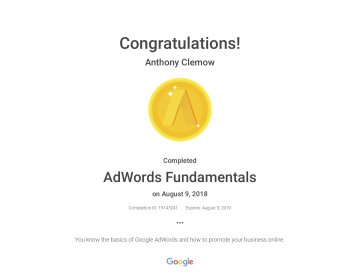 Congratulations!
Anthony Clemow
Completed
AdWords Fundamentals
on August 9, 2018
Completion ID: 19143241 Expires: August 9, 2019
You know the basics of Google AdWords and how to promote your business online.
Google